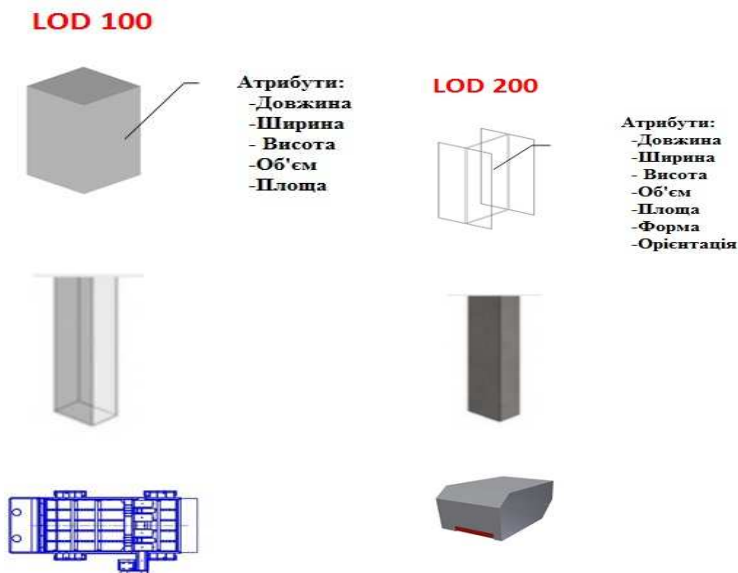 LOD 100
Атрибути:
-Довжина
-Ширина
- Висота
-Об'єм
-Площа
LOD 200
Атрибути:
-Довжина
-Ширина
- Висота
-Об'єм
-Площа
-Форма
-Орієнтація